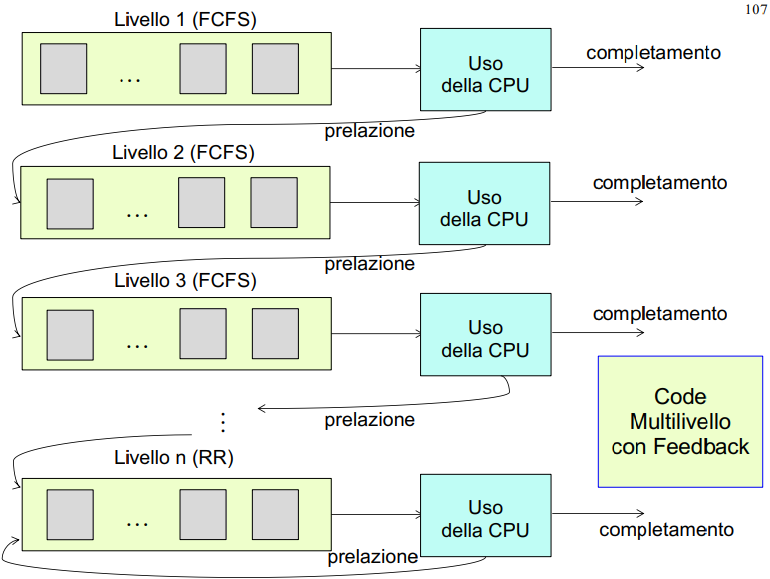 107
Livello 1 (FCFS)
...
Uso
della CPU
completamento
prelazione
Livello 2 (FCFS)
...
Uso
della CPU
completamento
prelazione
Livello 3 (FCFS)
...
Uso
della CPU
completamento
prelazione
Code
Multilivello
con Feedback
⋮
Livello n (RR)
...
Uso
della CPU
completamento
prelazione